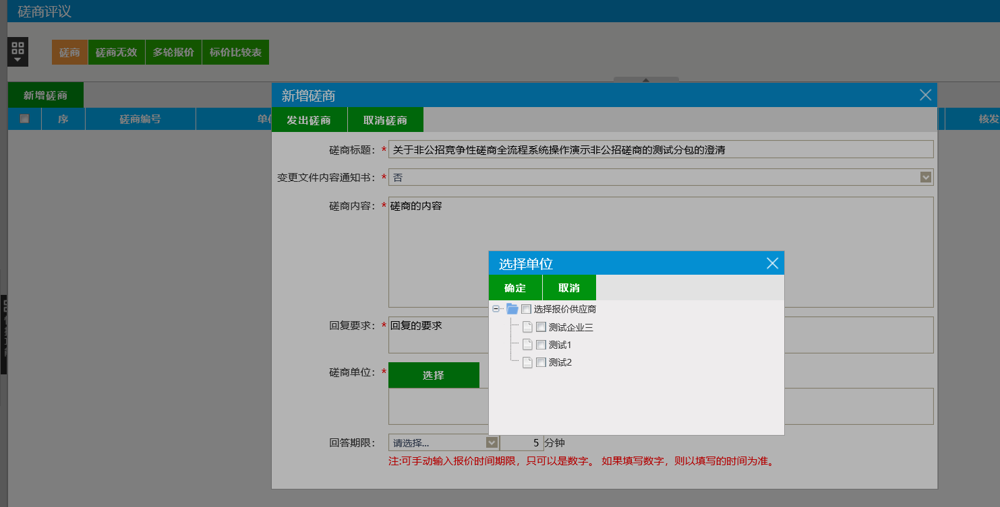 磋商评议
磋商 磋商无效 多轮报价 标价比较表
新增磋商
序 磋商编号 核发
新增磋商
发出磋商 取消磋商
磋商标题：* 关于非公招竞争性磋商全流程系统操作演示非公招磋商的测试分包的澄清
变更文件内容通知书：* 否
磋商内容：* 磋商的内容
选择单位
确定 取消
选择报价供应商
测试企业三
测试1
测试2
回复要求：* 回复的要求
磋商单位：* 选择
回答期限： 请选择... 5 分钟
注:可手动输入报价时间期限，只可以是数字。 如果填写数字，则以填写的时间为准。